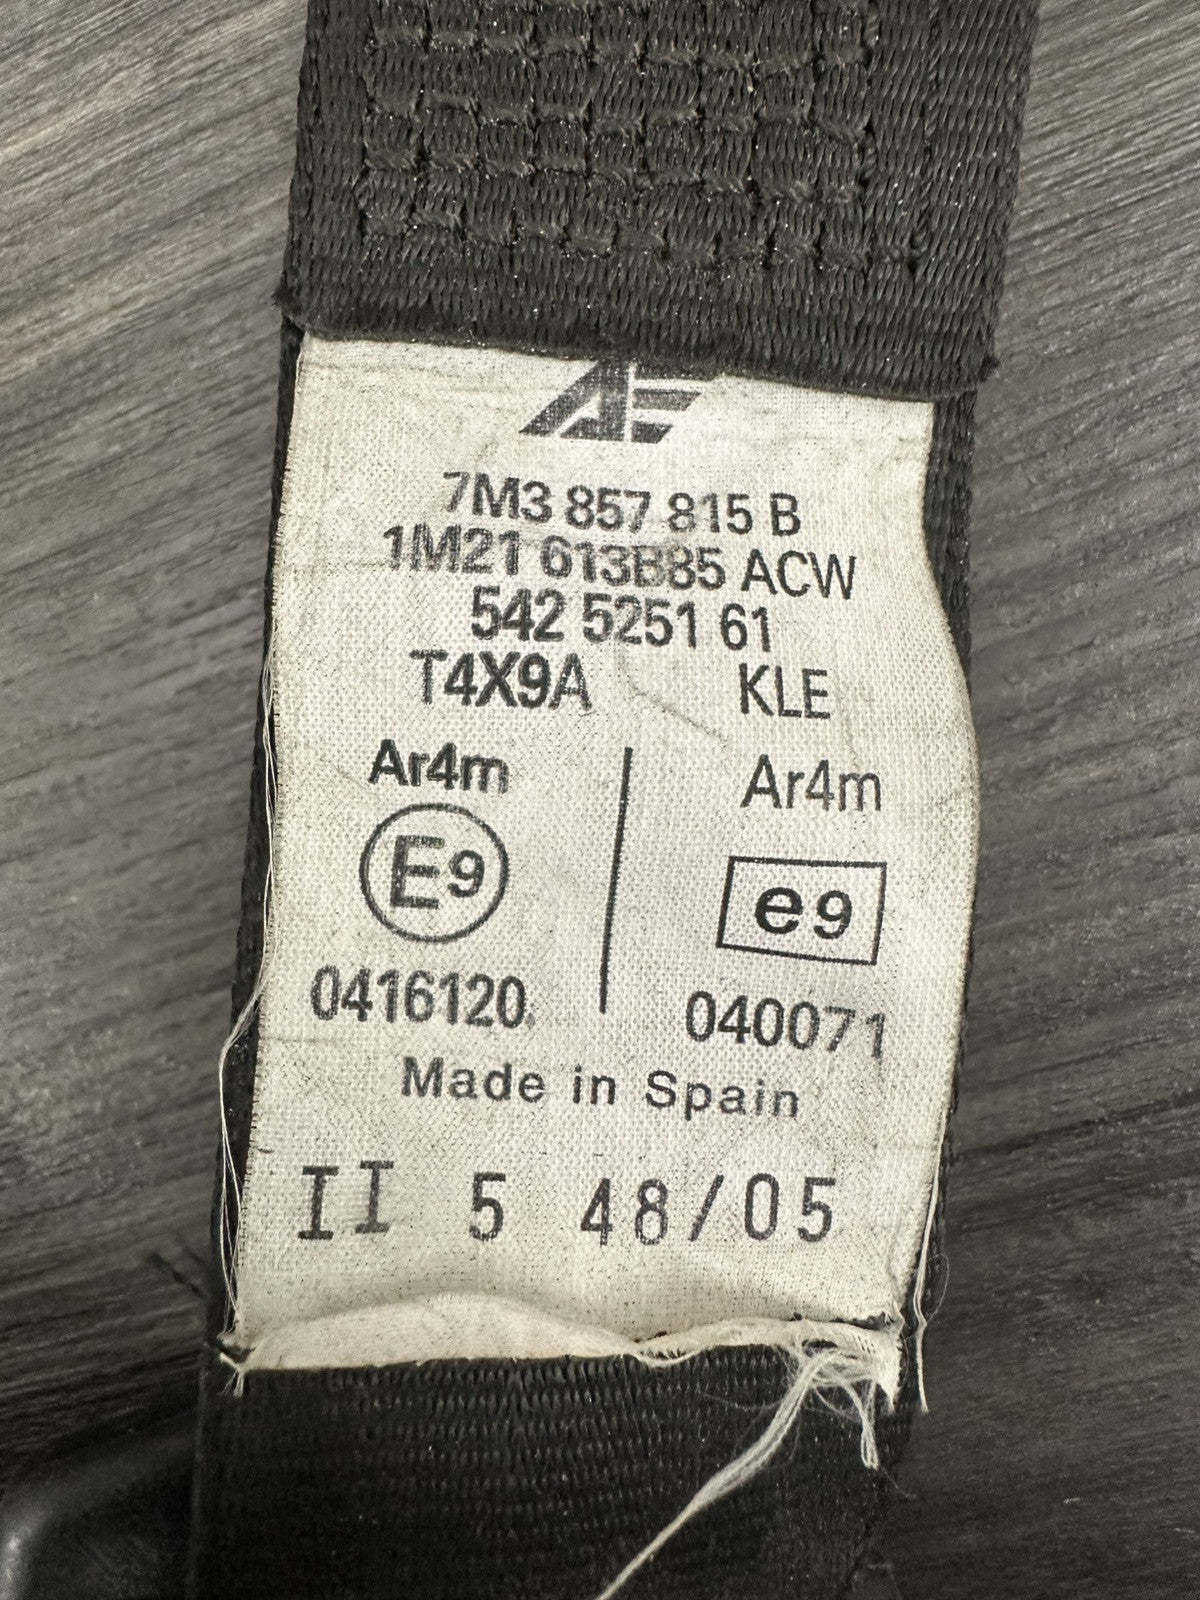 7M3 857 815 B
1M21 613B85 ACW
542 5251 61
T4X9A KLE
Ar4m Ar4m
E9 e9
0416120 040071
Made in Spain
II 5 48/05